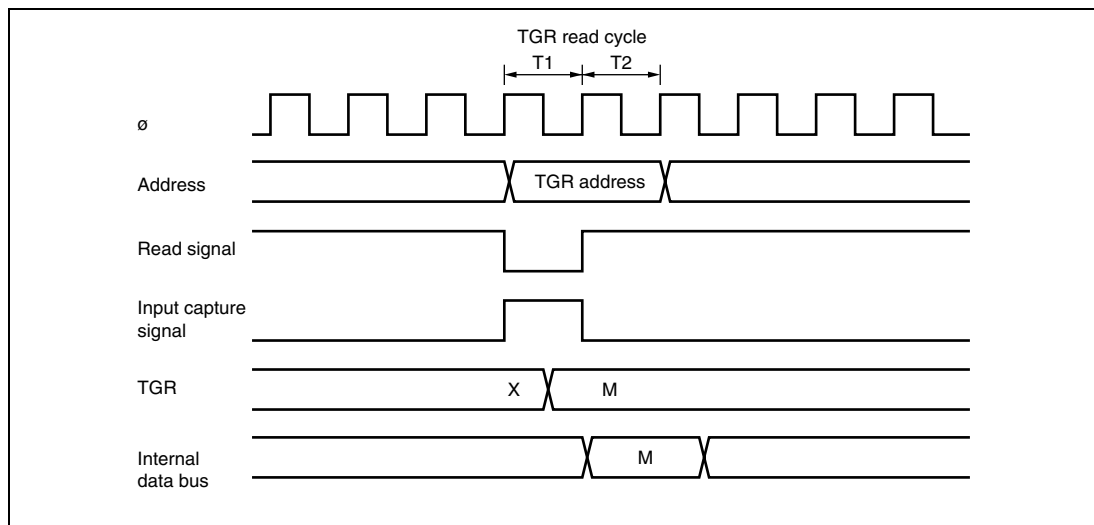 TGR read cycle
T1 T2
ø
Address
TGR address
Read signal
Input capture
signal
TGR
X M
Internal
data bus
M